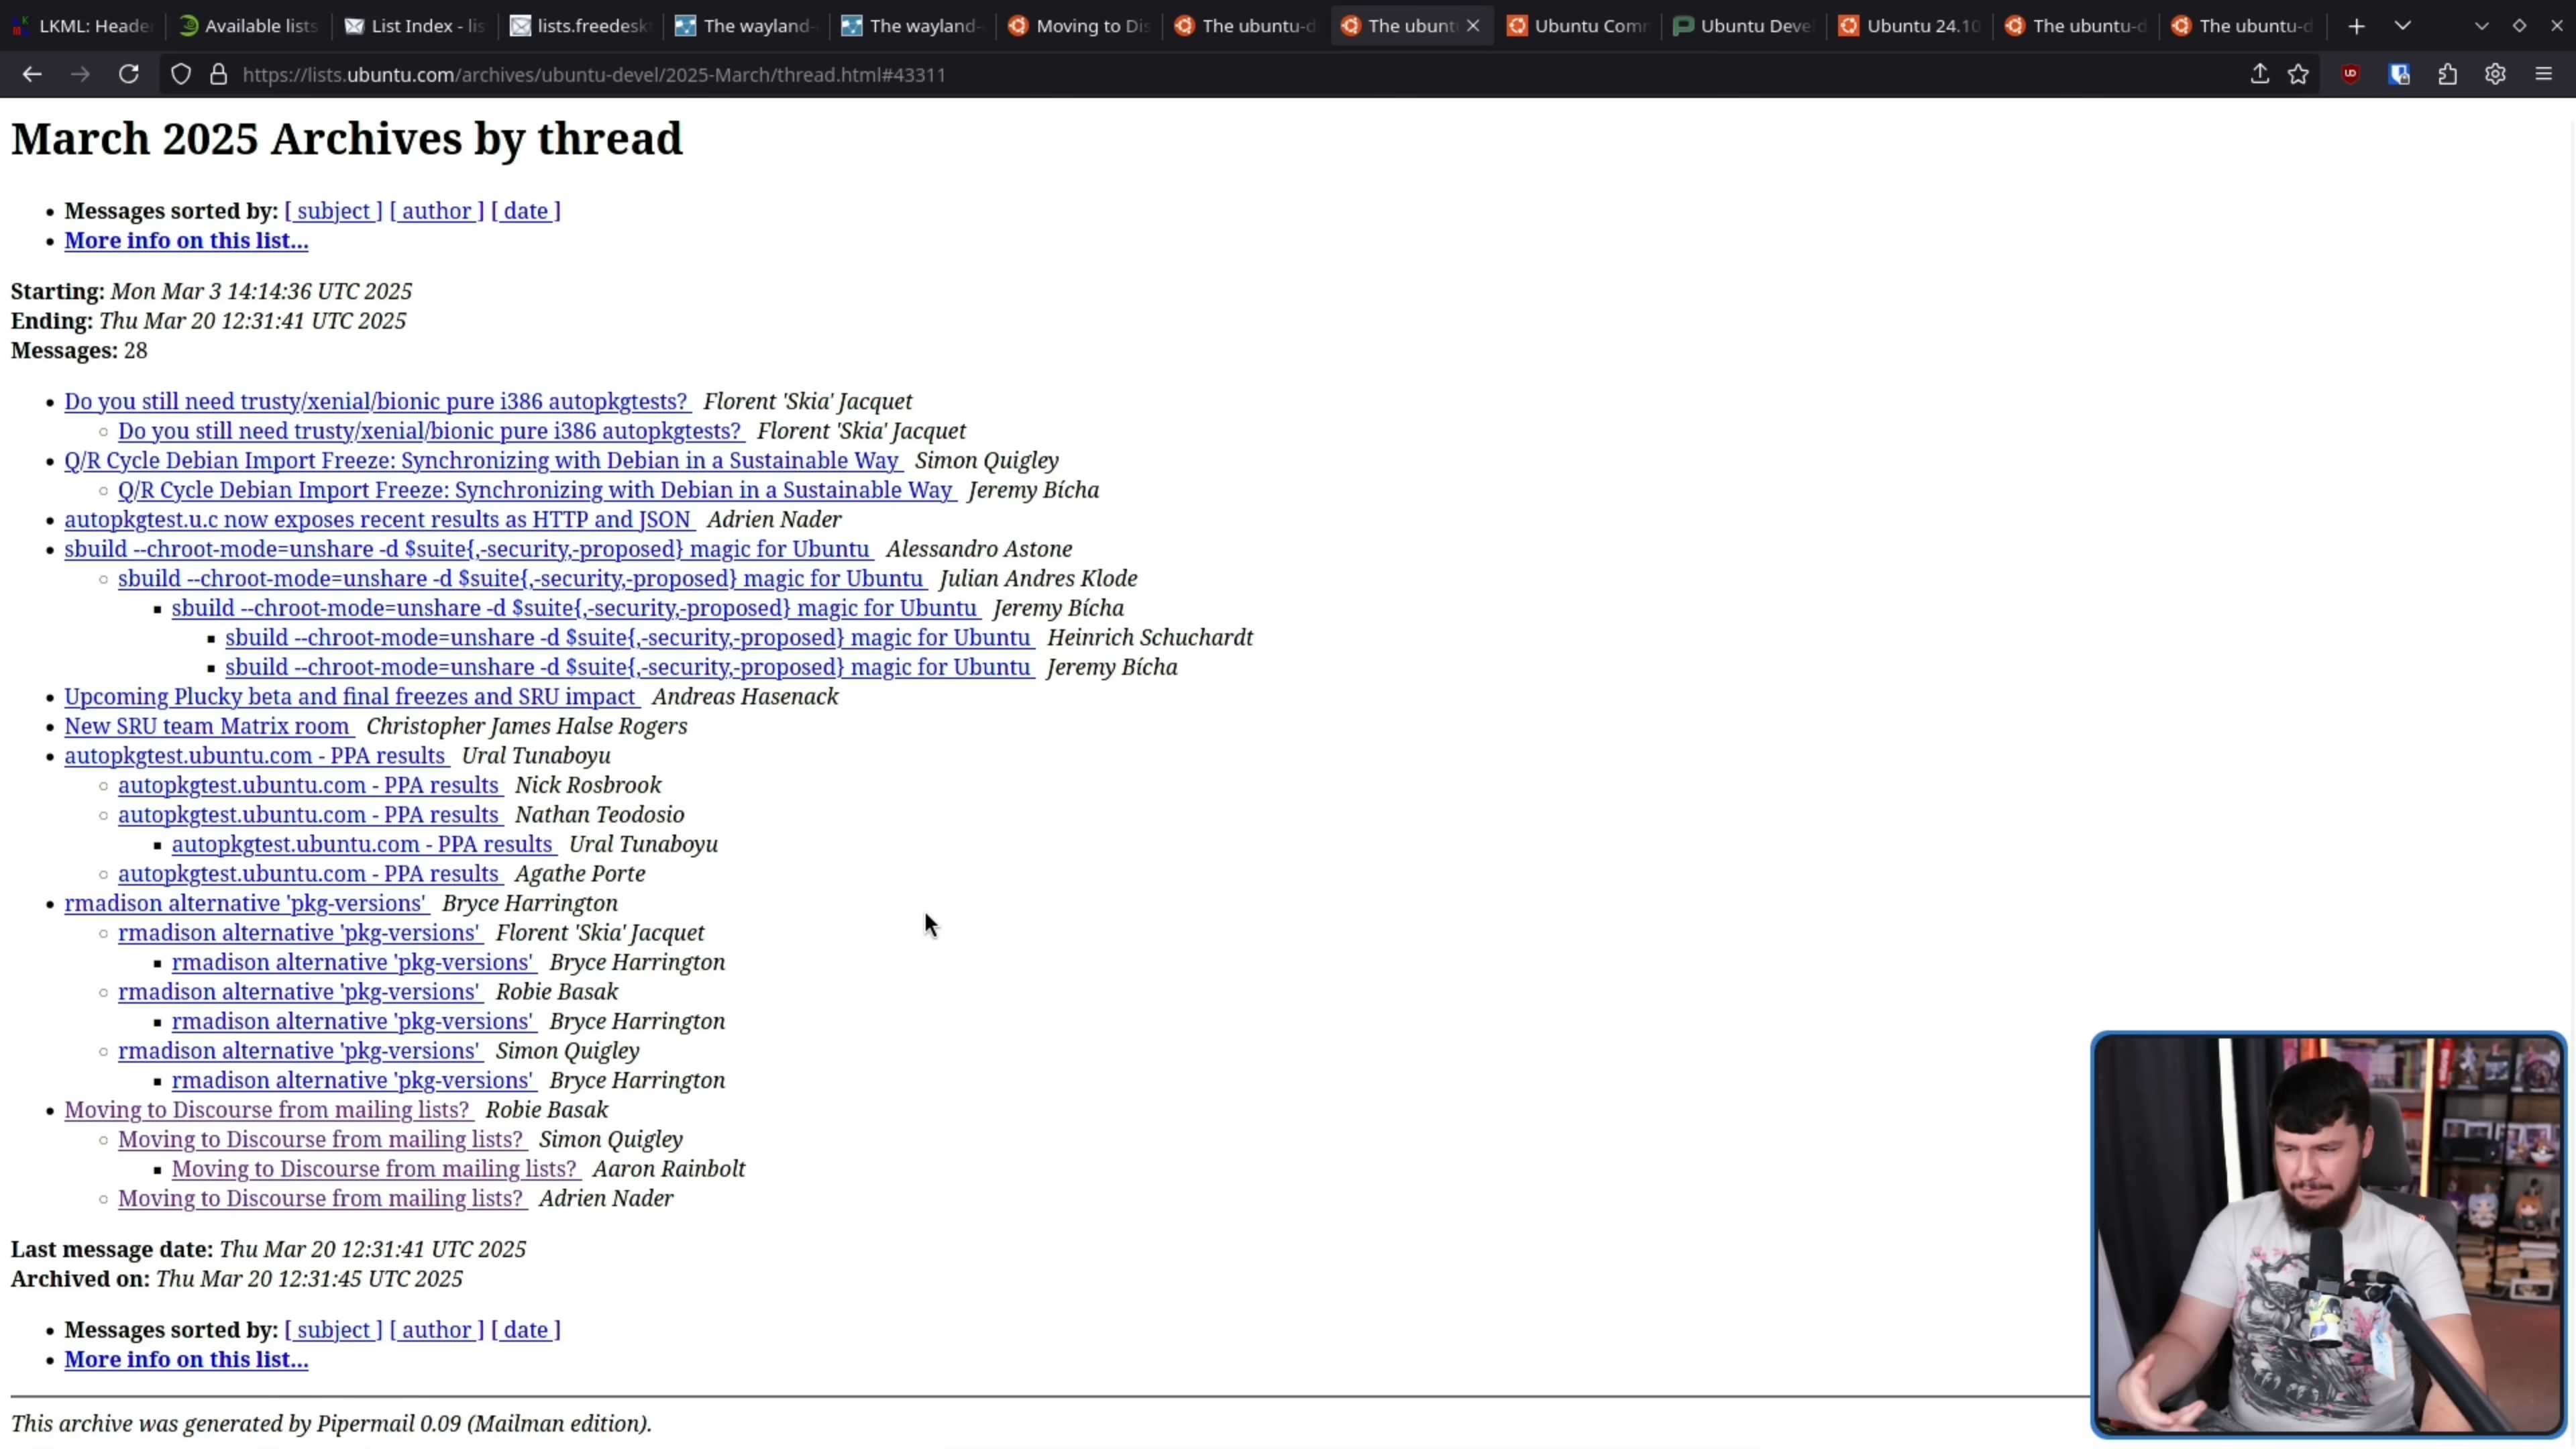 LKML: Heade
Available lists
List Index - lis
lists.freedesk
The wayland-
The wayland-
Moving to Dis
The ubuntu-d
The ubunt
Ubuntu Com
Ubuntu Deve
Ubuntu 24.10
The ubuntu-d
The ubuntu-d
https://lists.ubuntu.com/archives/ubuntu-devel/2025-March/thread.html#43311
March 2025 Archives by thread
• Messages sorted by: [ subject ] [ author ] [ date ]
• More info on this list...
Starting: Mon Mar 3 14:14:36 UTC 2025
Ending: Thu Mar 20 12:31:41 UTC 2025
Messages: 28
• Do you still need trusty/xenial/bionic pure i386 autopkgtests? Florent 'Skia' Jacquet
○ Do you still need trusty/xenial/bionic pure i386 autopkgtests? Florent 'Skia' Jacquet
• Q/R Cycle Debian Import Freeze: Synchronizing with Debian in a Sustainable Way Simon Quigley
○ Q/R Cycle Debian Import Freeze: Synchronizing with Debian in a Sustainable Way Jeremy Bícha
• autopkgtest.u.c now exposes recent results as HTTP and JSON Adrien Nader
• sbuild --chroot-mode=unshare -d $suite{,-security,-proposed} magic for Ubuntu Alessandro Astone
○ sbuild --chroot-mode=unshare -d $suite{,-security,-proposed} magic for Ubuntu Julian Andres Klode
▪ sbuild --chroot-mode=unshare -d $suite{,-security,-proposed} magic for Ubuntu Jeremy Bícha
▪ sbuild --chroot-mode=unshare -d $suite{,-security,-proposed} magic for Ubuntu Heinrich Schuchardt
▪ sbuild --chroot-mode=unshare -d $suite{,-security,-proposed} magic for Ubuntu Jeremy Bícha
• Upcoming Plucky beta and final freezes and SRU impact Andreas Hasenack
• New SRU team Matrix room Christopher James Halse Rogers
• autopkgtest.ubuntu.com - PPA results Ural Tunaboyu
○ autopkgtest.ubuntu.com - PPA results Nick Rosbrook
○ autopkgtest.ubuntu.com - PPA results Nathan Teodosio
▪ autopkgtest.ubuntu.com - PPA results Ural Tunaboyu
○ autopkgtest.ubuntu.com - PPA results Agathe Porte
• rmadison alternative 'pkg-versions' Bryce Harrington
○ rmadison alternative 'pkg-versions' Florent 'Skia' Jacquet
▪ rmadison alternative 'pkg-versions' Bryce Harrington
○ rmadison alternative 'pkg-versions' Robie Basak
▪ rmadison alternative 'pkg-versions' Bryce Harrington
○ rmadison alternative 'pkg-versions' Simon Quigley
▪ rmadison alternative 'pkg-versions' Bryce Harrington
• Moving to Discourse from mailing lists? Robie Basak
○ Moving to Discourse from mailing lists? Simon Quigley
▪ Moving to Discourse from mailing lists? Aaron Rainbolt
○ Moving to Discourse from mailing lists? Adrien Nader
Last message date: Thu Mar 20 12:31:41 UTC 2025
Archived on: Thu Mar 20 12:31:45 UTC 2025
• Messages sorted by: [ subject ] [ author ] [ date ]
• More info on this list...
This archive was generated by Pipermail 0.09 (Mailman edition).